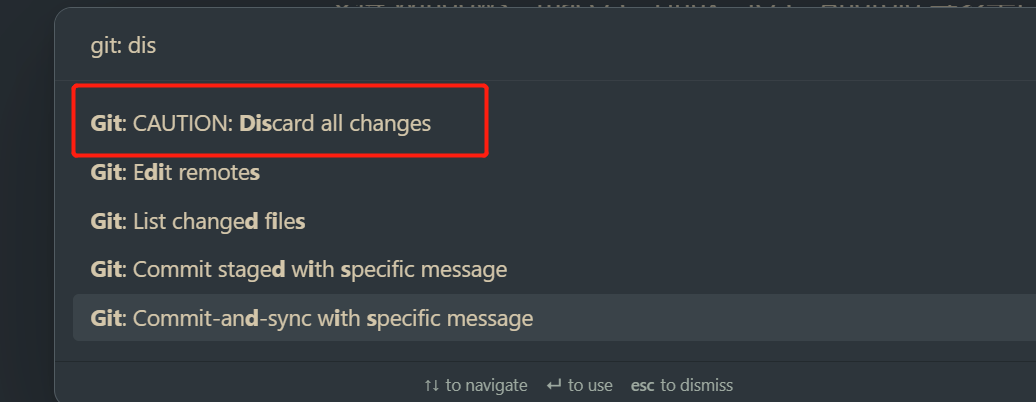 git: dis
Git: CAUTION: Discard all changes
Git: Edit remotes
Git: List changed files
Git: Commit staged with specific message
Git: Commit-and-sync with specific message
↑↓ to navigate ↵ to use esc to dismiss